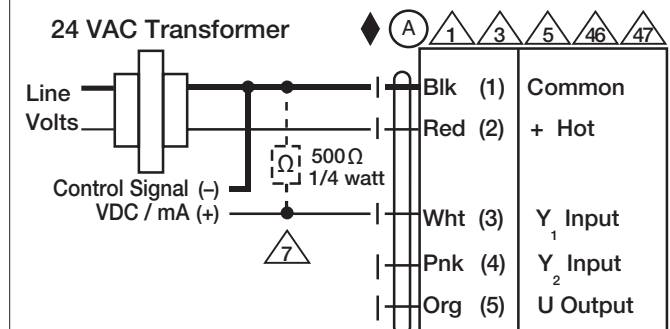 24 VAC Transformer
A 1 3 5 46 47
Line
Volts
Blk (1) Common
Red (2) + Hot
Ω 500Ω
1/4 watt
Control Signal (–)
VDC / mA (+)
7
Wht (3) Y1 Input
Pnk (4) Y2 Input
Org (5) U Output